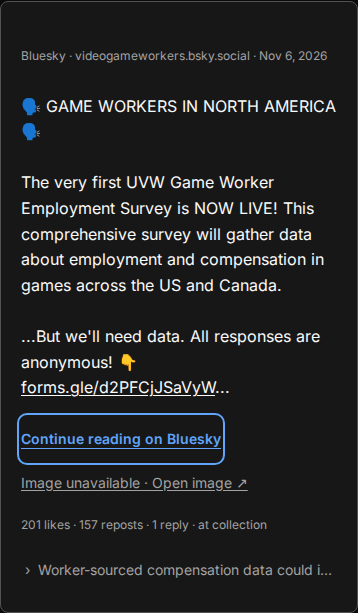 Bluesky · videogameworkers.bsky.social · Nov 6, 2026
🗣️ GAME WORKERS IN NORTH AMERICA
🗣️
The very first UVW Game Worker
Employment Survey is NOW LIVE! This
comprehensive survey will gather data
about employment and compensation in
games across the US and Canada.
...But we'll need data. All responses are
anonymous! 👇
forms.gle/d2PFCjJSaVyW...
Continue reading on Bluesky
Image unavailable · Open image ↗
201 likes · 157 reposts · 1 reply · at collection
› Worker-sourced compensation data could i...